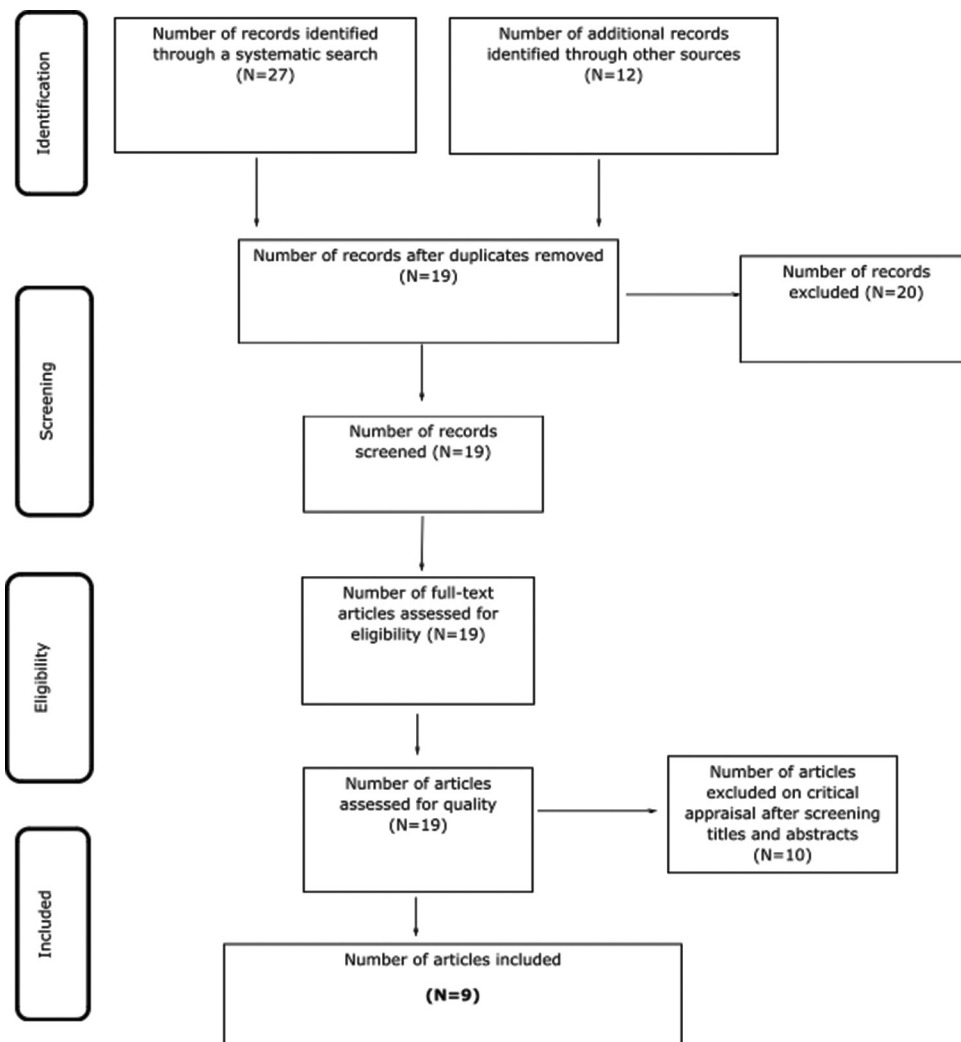 Identification
Number of records identified
through a systematic search
(N=27)
Number of additional records
identified through other sources
(N=12)
Screening
Number of records after duplicates removed
(N=19)
Number of records
excluded (N=20)
Number of records
screened (N=19)
Eligibility
Number of full-text
articles assessed for
eligibility (N=19)
Number of articles
assessed for quality
(N=19)
Number of articles
excluded on critical
appraisal after screening
titles and abstracts
(N=10)
Included
Number of articles included
(N=9)